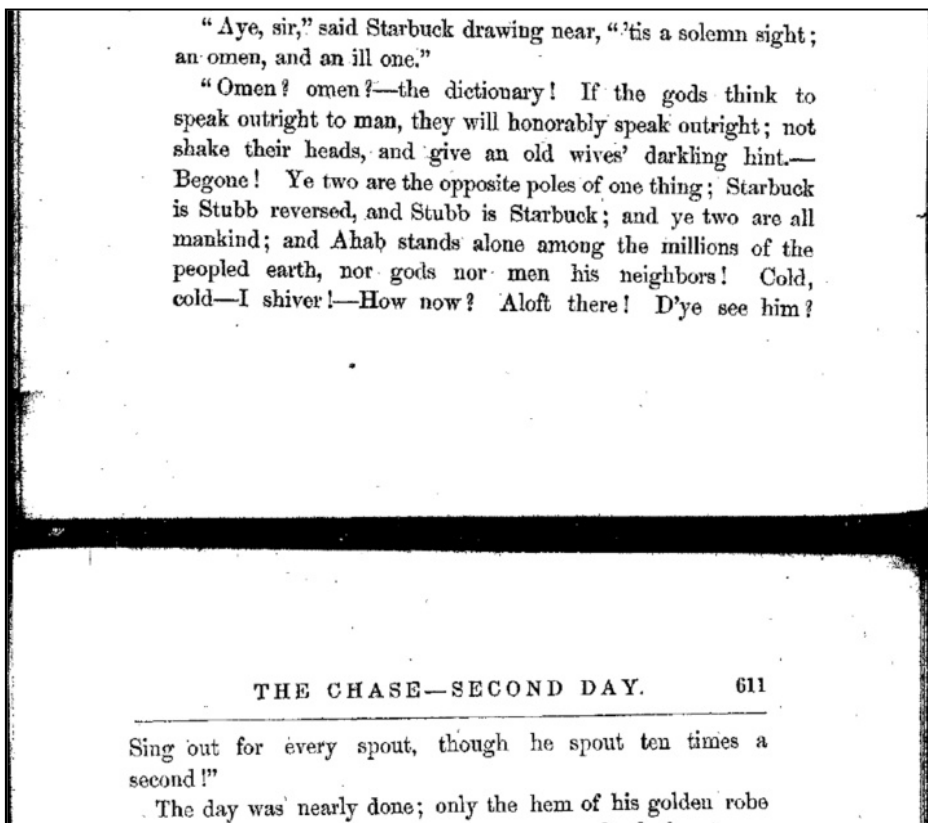 “Aye, sir,” said Starbuck drawing near, “’tis a solemn sight;
an omen, and an ill one.”
“Omen? omen?—the dictionary! If the gods think to
speak outright to man, they will honorably speak outright; not
shake their heads, and give an old wives’ darkling hint.—
Begone! Ye two are the opposite poles of one thing; Starbuck
is Stubb reversed, and Stubb is Starbuck; and ye two are all
mankind; and Ahab stands alone among the millions of the
peopled earth, nor gods nor men his neighbors! Cold,
cold—I shiver!—How now? Aloft there! D’ye see him?
THE CHASE—SECOND DAY. 611
Sing out for every spout, though he spout ten times a
second!”
The day was nearly done; only the hem of his golden robe